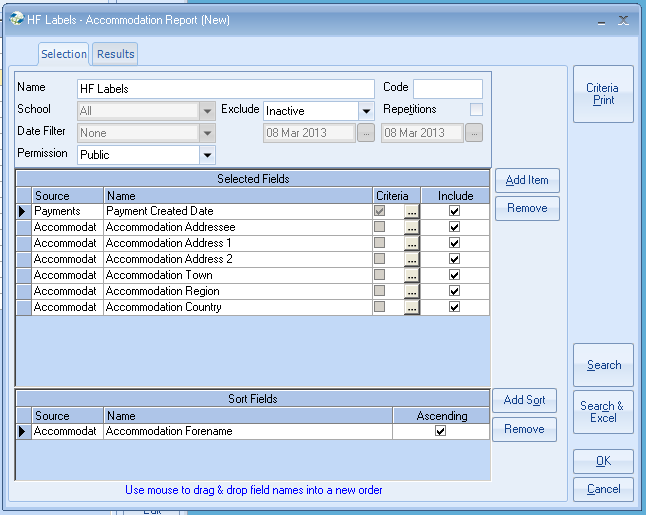 HF Labels - Accommodation Report (New)
Selection Results
Name HF Labels Code
School All Exclude Inactive Repetitions
Date Filter None 08 Mar 2013 ... 08 Mar 2013 ...
Permission Public
Criteria
Print
Selected Fields
Source Name Criteria Include
Payments Payment Created Date ...
Accommodat Accommodation Addressee ...
Accommodat Accommodation Address 1 ...
Accommodat Accommodation Address 2 ...
Accommodat Accommodation Town ...
Accommodat Accommodation Region ...
Accommodat Accommodation Country ...
Add Item
Remove
Sort Fields
Source Name Ascending
Accommodat Accommodation Forename
Add Sort
Remove
Use mouse to drag & drop field names into a new order
Search
Search &
Excel
OK
Cancel
Edit